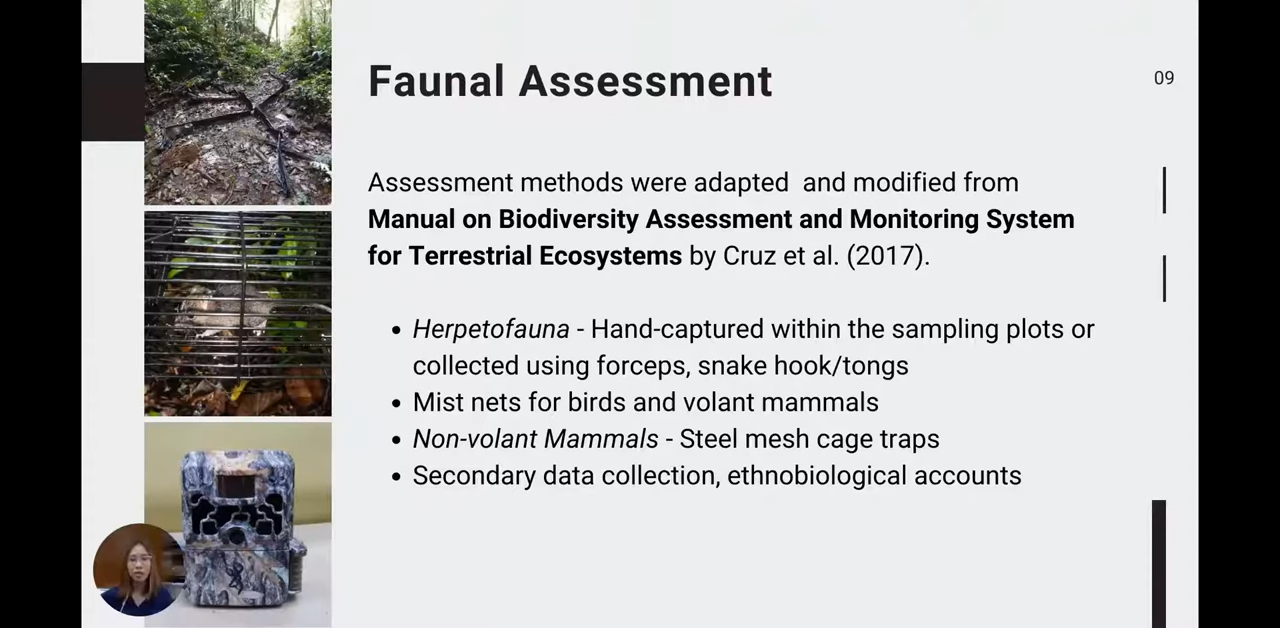 Faunal Assessment
09
Assessment methods were adapted  and modified from
Manual on Biodiversity Assessment and Monitoring System
for Terrestrial Ecosystems by Cruz et al. (2017).
• Herpetofauna - Hand-captured within the sampling plots or
collected using forceps, snake hook/tongs
• Mist nets for birds and volant mammals
• Non-volant Mammals - Steel mesh cage traps
• Secondary data collection, ethnobiological accounts